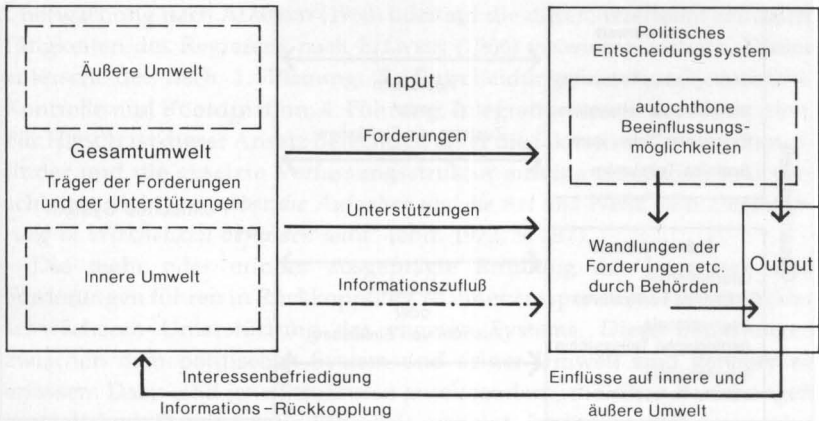 Äußere Umwelt
Gesamtumwelt
Träger der Forderungen
und der Unterstützungen
Innere Umwelt
Input
Forderungen
Unterstützungen
Informationszufluß
Politisches
Entscheidungssystem
autochthone
Beeinflussungs-
möglichkeiten
Wandlungen der
Forderungen etc.
durch Behörden
Output
Befriedigung
Informations-Rückkopplung
Einflüsse auf innere und
äußere Umwelt